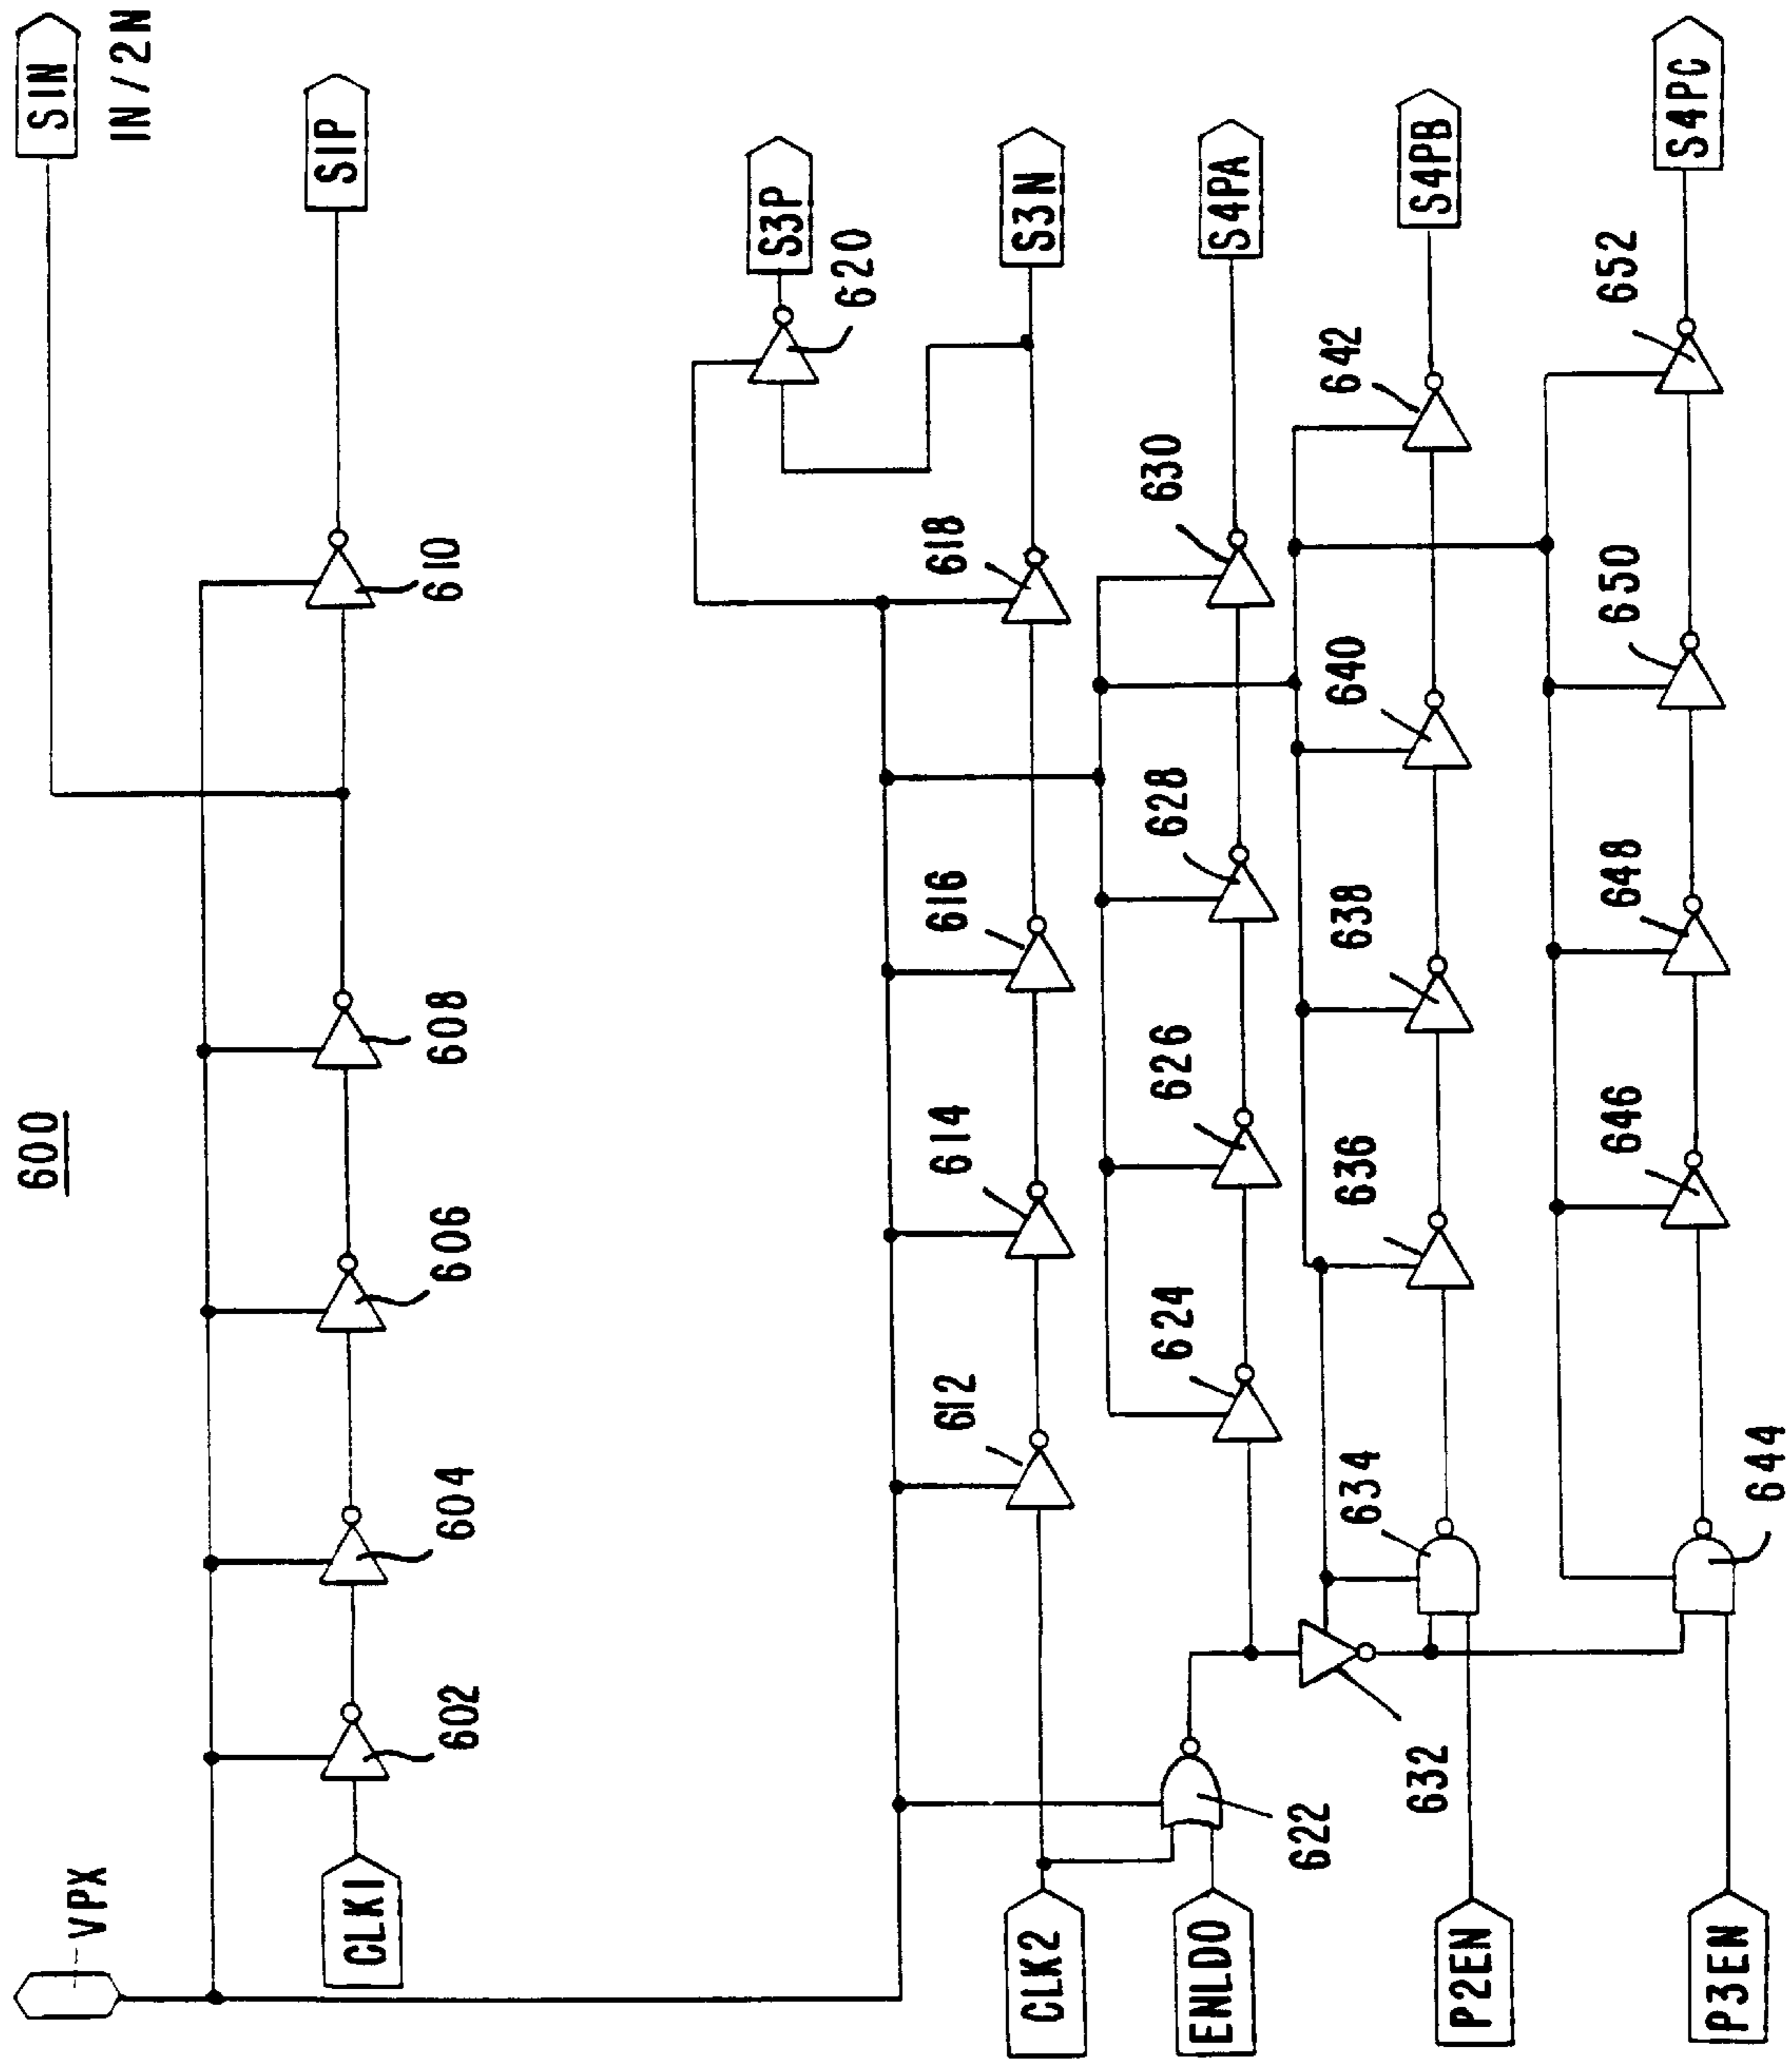 600
VPX
CLK1
602
604
606
608
610
S1N
IN/2N
S1P
CLK2
612
614
616
618
620
S3P
S3N
ENLDO
622
624
626
628
630
S4PA
632
P2EN
634
636
638
640
642
S4PB
P3EN
644
646
648
650
652
S4PC